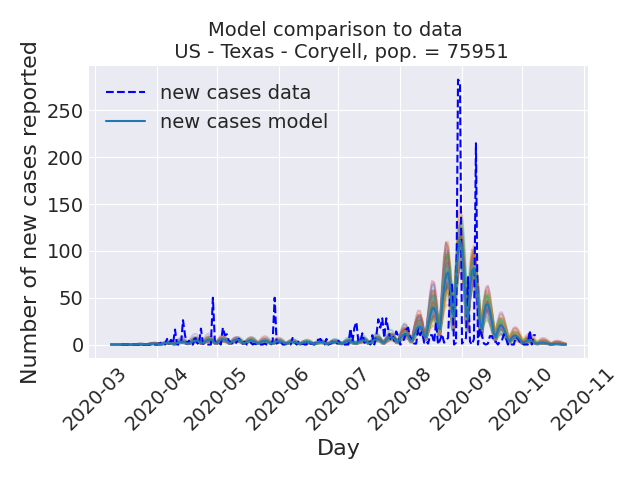 Model comparison to data
US - Texas - Coryell, pop. = 75951
Number of new cases reported
250
200
150
100
50
0
new cases data
new cases model
2020-03
2020-04
2020-05
2020-06
2020-07
2020-08
2020-09
2020-10
2020-11
Day